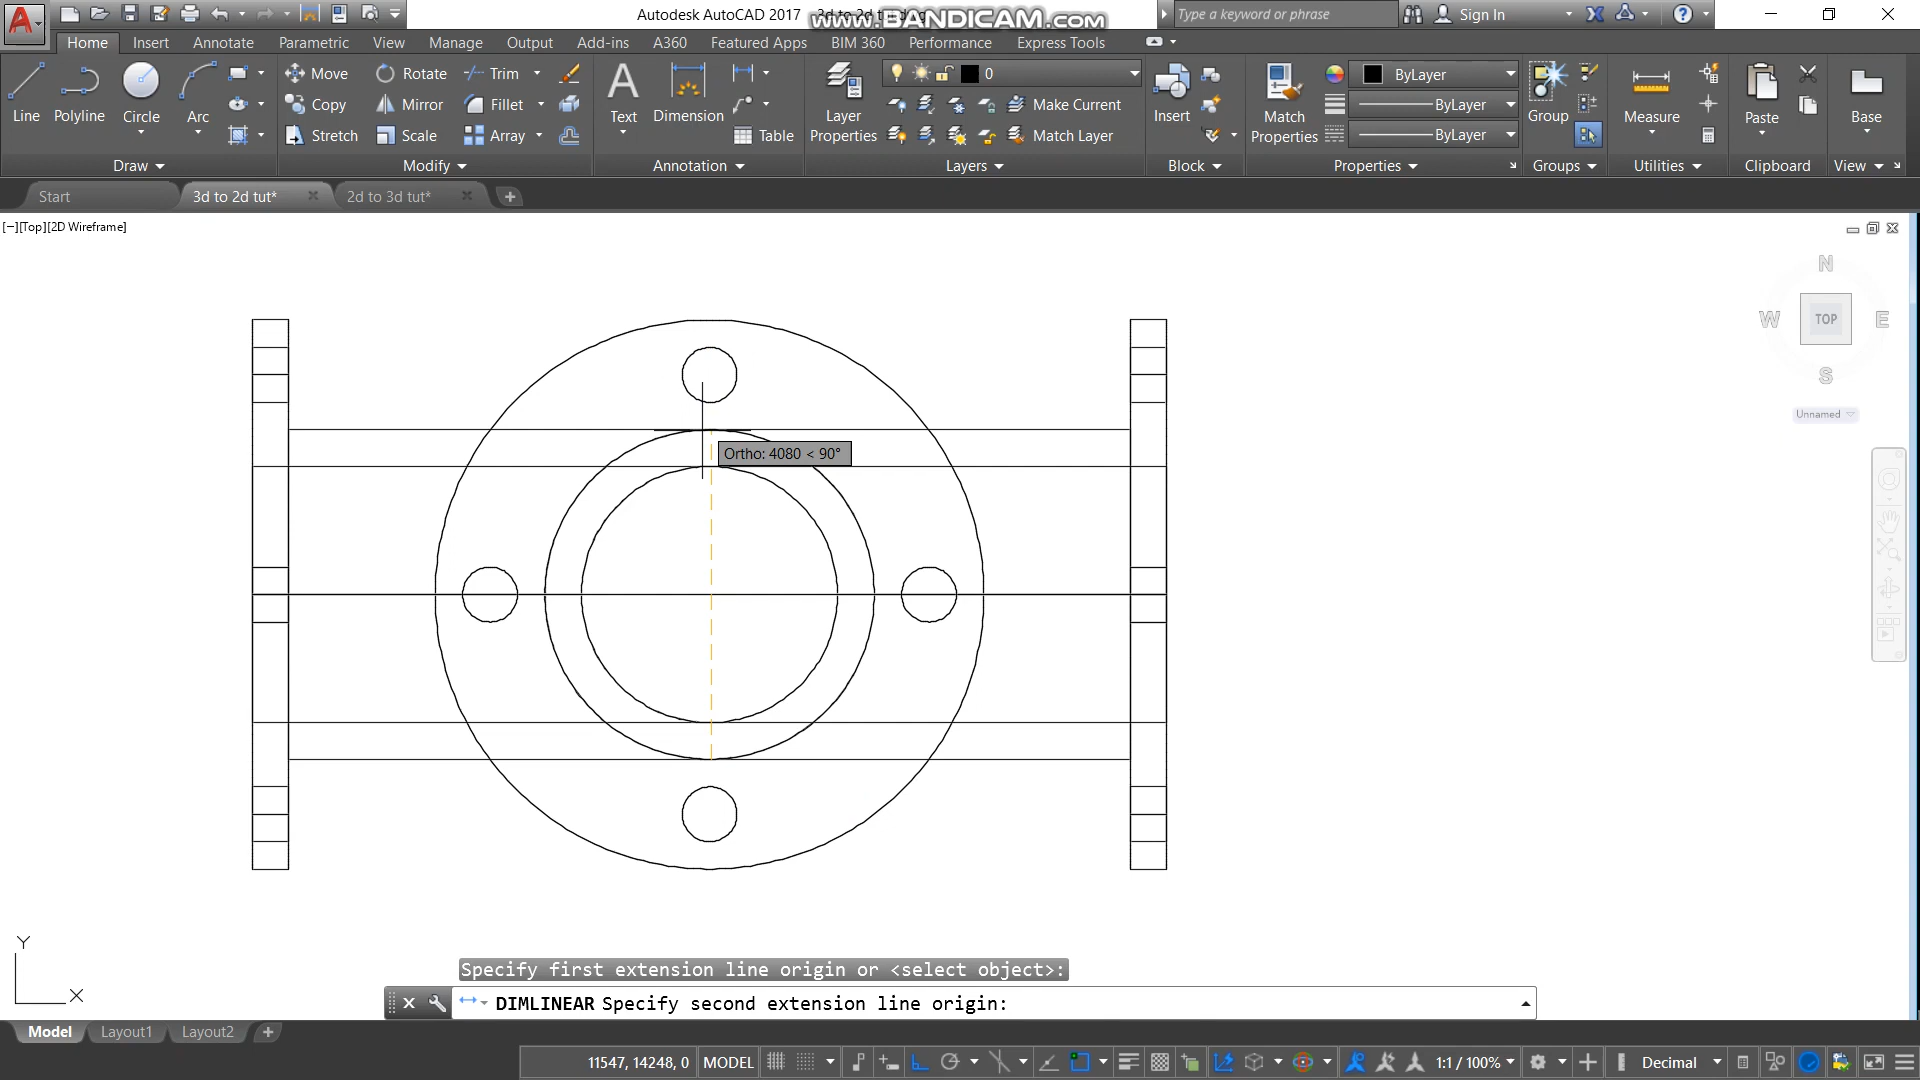 Autodesk AutoCAD 2017 3d to 2d tut.dwg
www.BANDICAM.com
Type a keyword or phrase
Sign In
Home Insert Annotate Parametric View Manage Output Add-ins A360 Featured Apps BIM 360 Performance Express Tools
Line Polyline Circle Arc
Draw
Move Rotate Trim
Copy Mirror Fillet
Stretch Scale Array
Modify
Text Dimension Table
Annotation
Layer Properties
0
Make Current
Match Layer
Layers
Insert
Block
Match Properties
ByLayer
ByLayer
ByLayer
Properties
Group
Groups
Measure
Utilities
Paste
Clipboard
Base
View
Start 3d to 2d tut* 2d to 3d tut*
[−][Top][2D Wireframe]
N
W TOP E
S
Unnamed
Ortho: 4080 < 90°
Y
X
Specify first extension line origin or <select object>:
DIMLINEAR Specify second extension line origin:
Model Layout1 Layout2
11547, 14248, 0 MODEL 1:1 / 100% Decimal